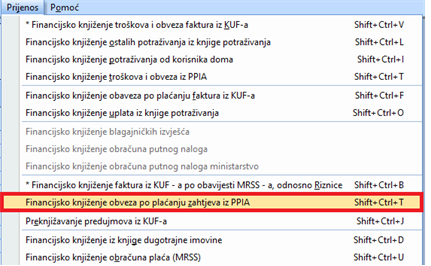 Prijenos Pomoć
* Financijsko knjiženje troškova i obveza faktura iz KUF-a Shift+Ctrl+V
Financijsko knjiženje ostalih potraživanja iz knjige potraživanja Shift+Ctrl+L
Financijsko knjiženje potraživanja od korisnika doma Shift+Ctrl+I
Financijsko knjiženje troškova i obveza iz PPIA Shift+Ctrl+T
Financijsko knjiženje obaveza po plaćanju faktura iz KUF-a Shift+Ctrl+F
Financijsko knjiženje uplata iz knjige potraživanja Shift+Ctrl+O
Financijsko knjiženje blagajničkih izvješća
Financijsko knjiženje obračuna putnog naloga
Financijsko knjiženje obračuna putnog naloga ministarstvo
* Financijsko knjiženje faktura iz KUF - a po obavijesti MRSS - a, odnosno Riznice Shift+Ctrl+B
Financijsko knjiženje obveza po plaćanju zahtjeva iz PPIA Shift+Ctrl+T
Preknjižavanje predujmova iz KUF-a Shift+Ctrl+J
Financijsko knjiženje iz knjige dugotrajne imovine Shift+Ctrl+D
Financijsko knjiženje obračuna plaća (MRSS) Shift+Ctrl+U